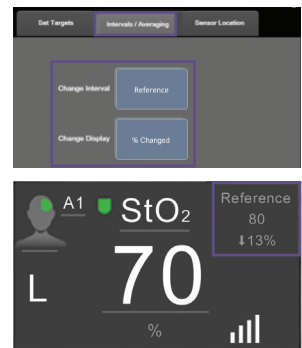 Set Targets Intervals / Averaging Sensor Location
Change Interval Reference
Change Display % Changed
A1 StO₂ Reference
80
⬇13%
L 70
%